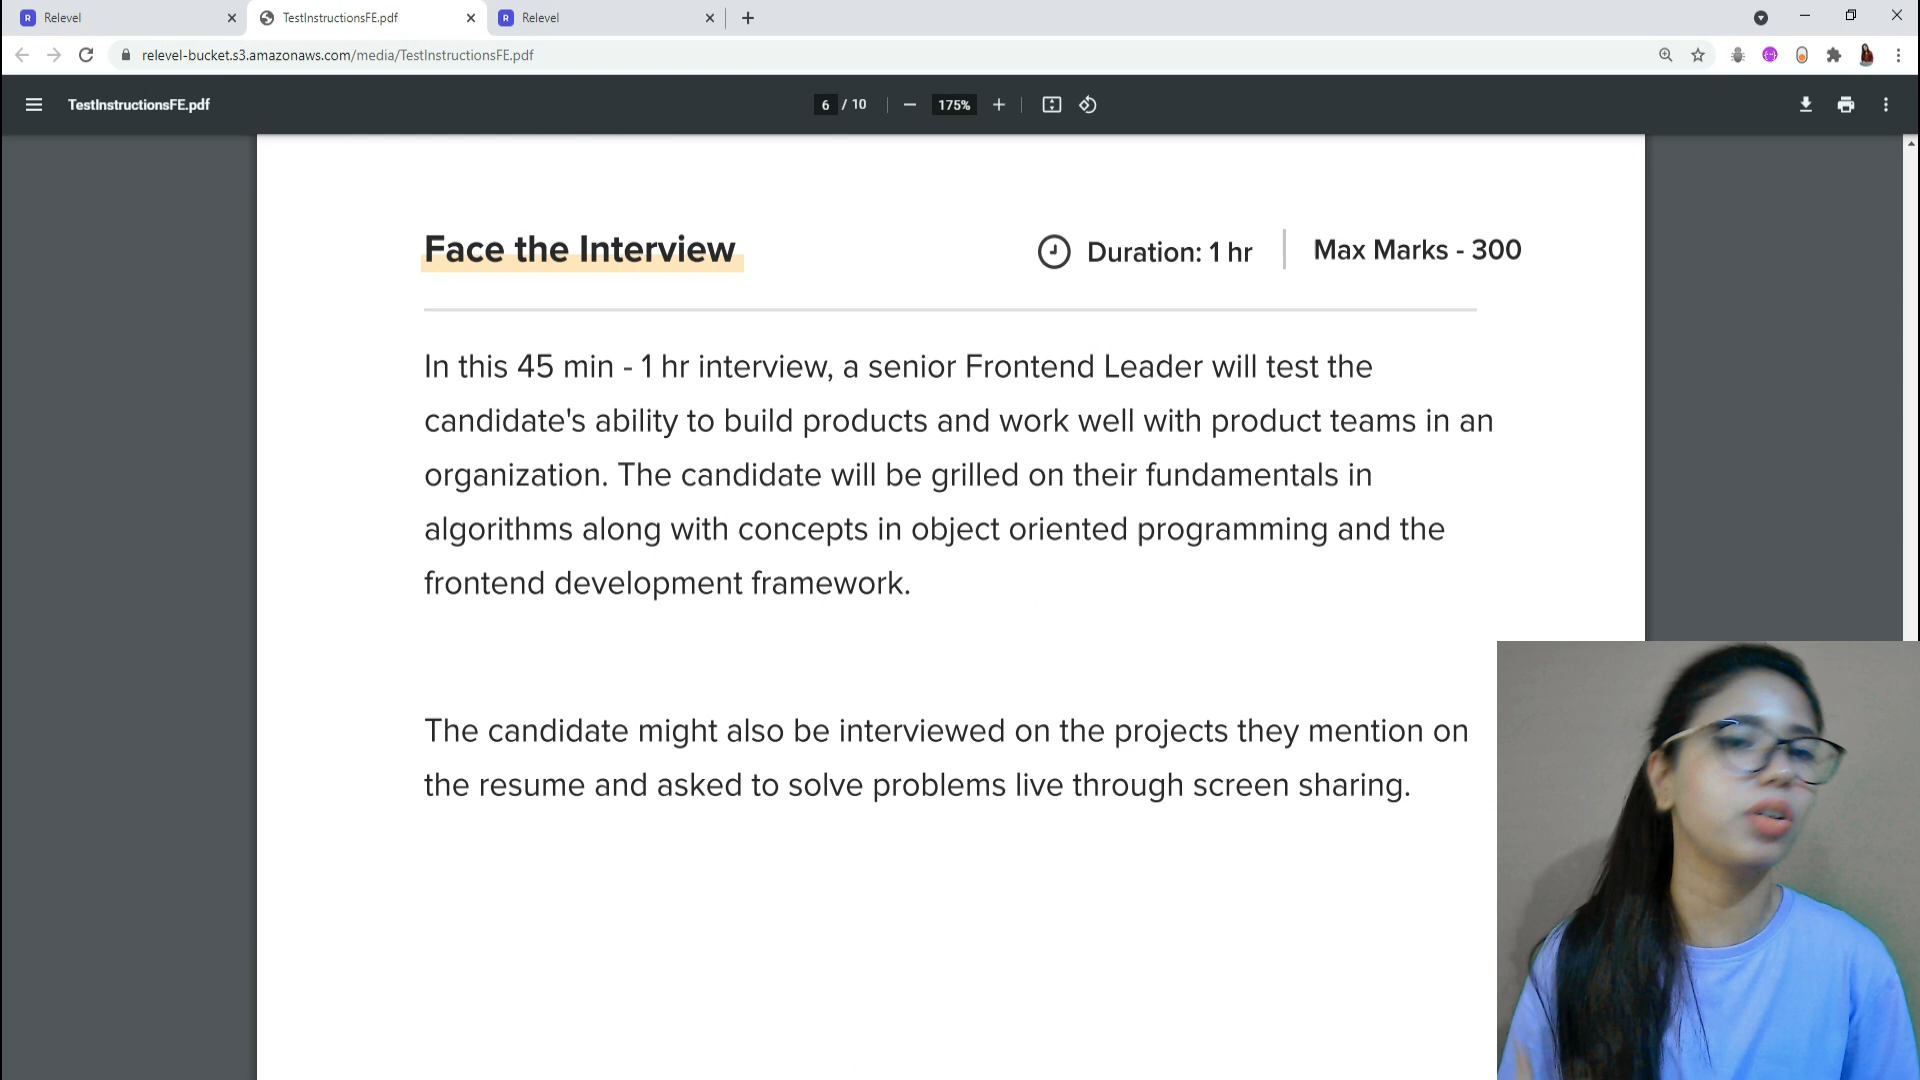 Relevel
TestInstructionsFE.pdf
Relevel
relevel-bucket.s3.amazonaws.com/media/TestInstructionsFE.pdf
TestInstructionsFE.pdf
6 / 10
175%
Face the Interview
Duration: 1 hr
Max Marks - 300
In this 45 min - 1 hr interview, a senior Frontend Leader will test the
candidate's ability to build products and work well with product teams in an
organization. The candidate will be grilled on their fundamentals in
algorithms along with concepts in object oriented programming and the
frontend development framework.
The candidate might also be interviewed on the projects they mention on
the resume and asked to solve problems live through screen sharing.